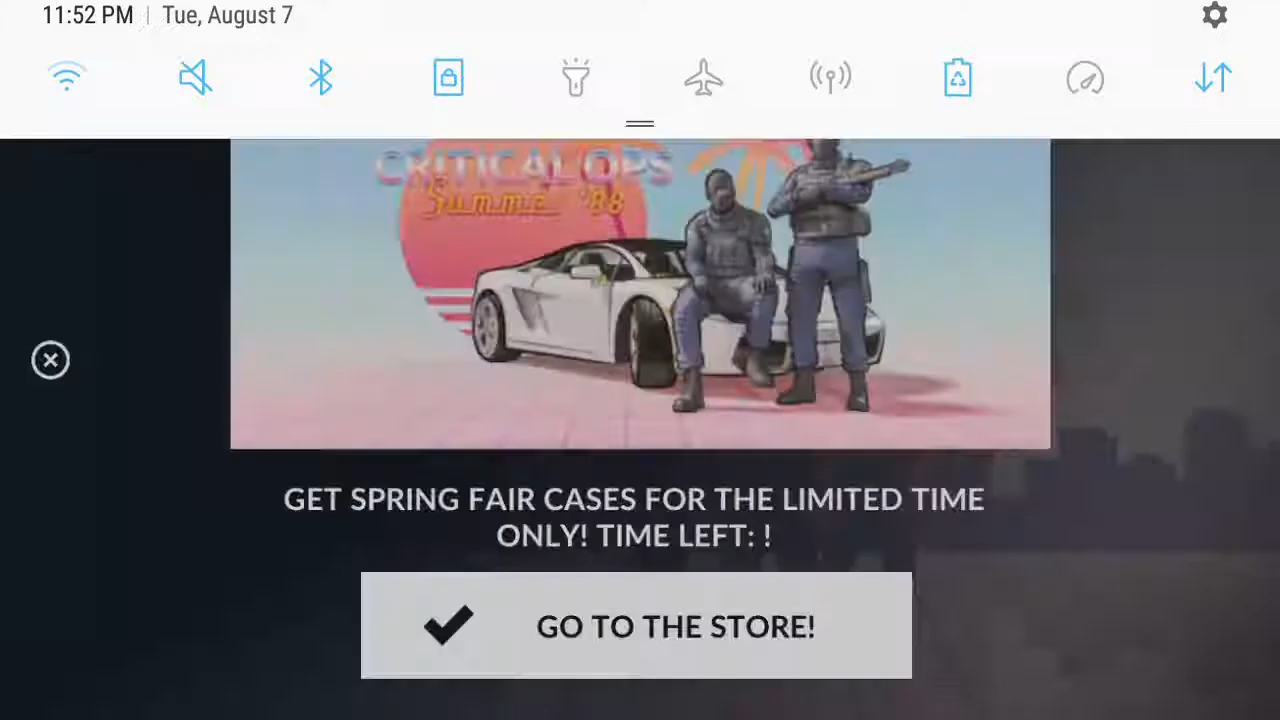 11:52 PM | Tue, August 7
CRITICAL OPS
Summer '88
GET SPRING FAIR CASES FOR THE LIMITED TIME
ONLY! TIME LEFT: !
GO TO THE STORE!